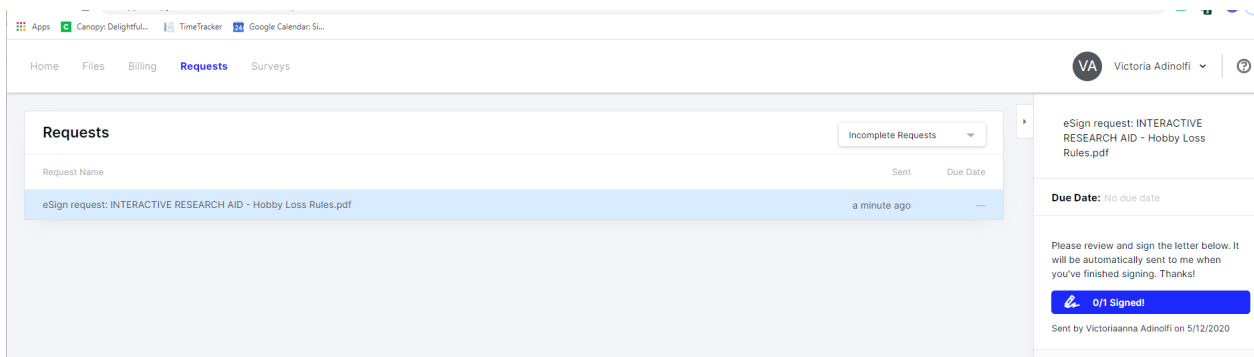 Apps C Canopy: Delightful... TimeTracker 24 Google Calendar: Si...
Home Files Billing Requests Surveys VA Victoria Adinolfi ?
Requests Incomplete Requests
Request Name Sent Due Date
eSign request: INTERACTIVE RESEARCH AID - Hobby Loss Rules.pdf a minute ago —
eSign request: INTERACTIVE
RESEARCH AID - Hobby Loss
Rules.pdf
Due Date: No due date
Please review and sign the letter below. It
will be automatically sent to me when
you've finished signing. Thanks!
0/1 Signed!
Sent by Victoriaanna Adinolfi on 5/12/2020